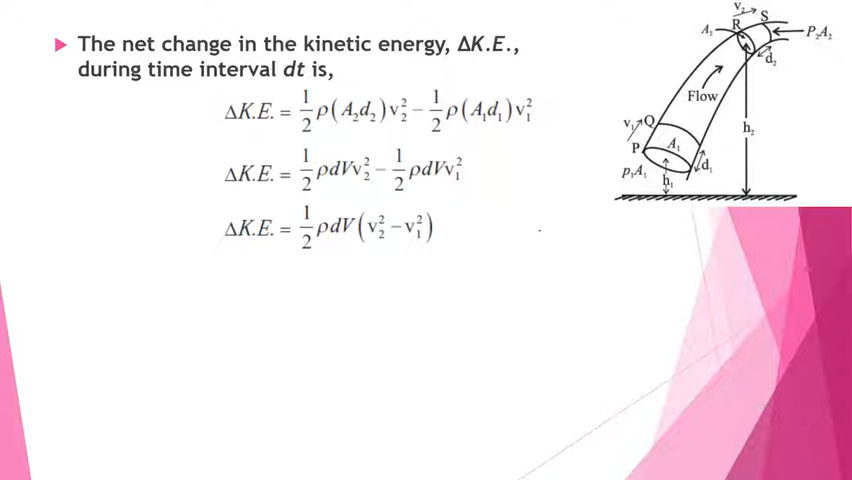 The net change in the kinetic energy, ΔK.E.,
during time interval dt is,
ΔK.E. = 1/2 ρ(A₂d₂)v₂² − 1/2 ρ(A₁d₁)v₁²
ΔK.E. = 1/2 ρdVv₂² − 1/2 ρdVv₁²
ΔK.E. = 1/2 ρdV(v₂² − v₁²)
v₂
S
R
A₂
P₂A₂
d₂
Flow
v₁
Q
h₂
P
A₁
d₁
p₁A₁
h₁